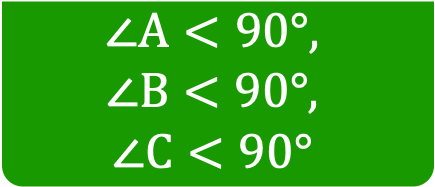 ∠A < 90°,
∠B < 90°,
∠C < 90°